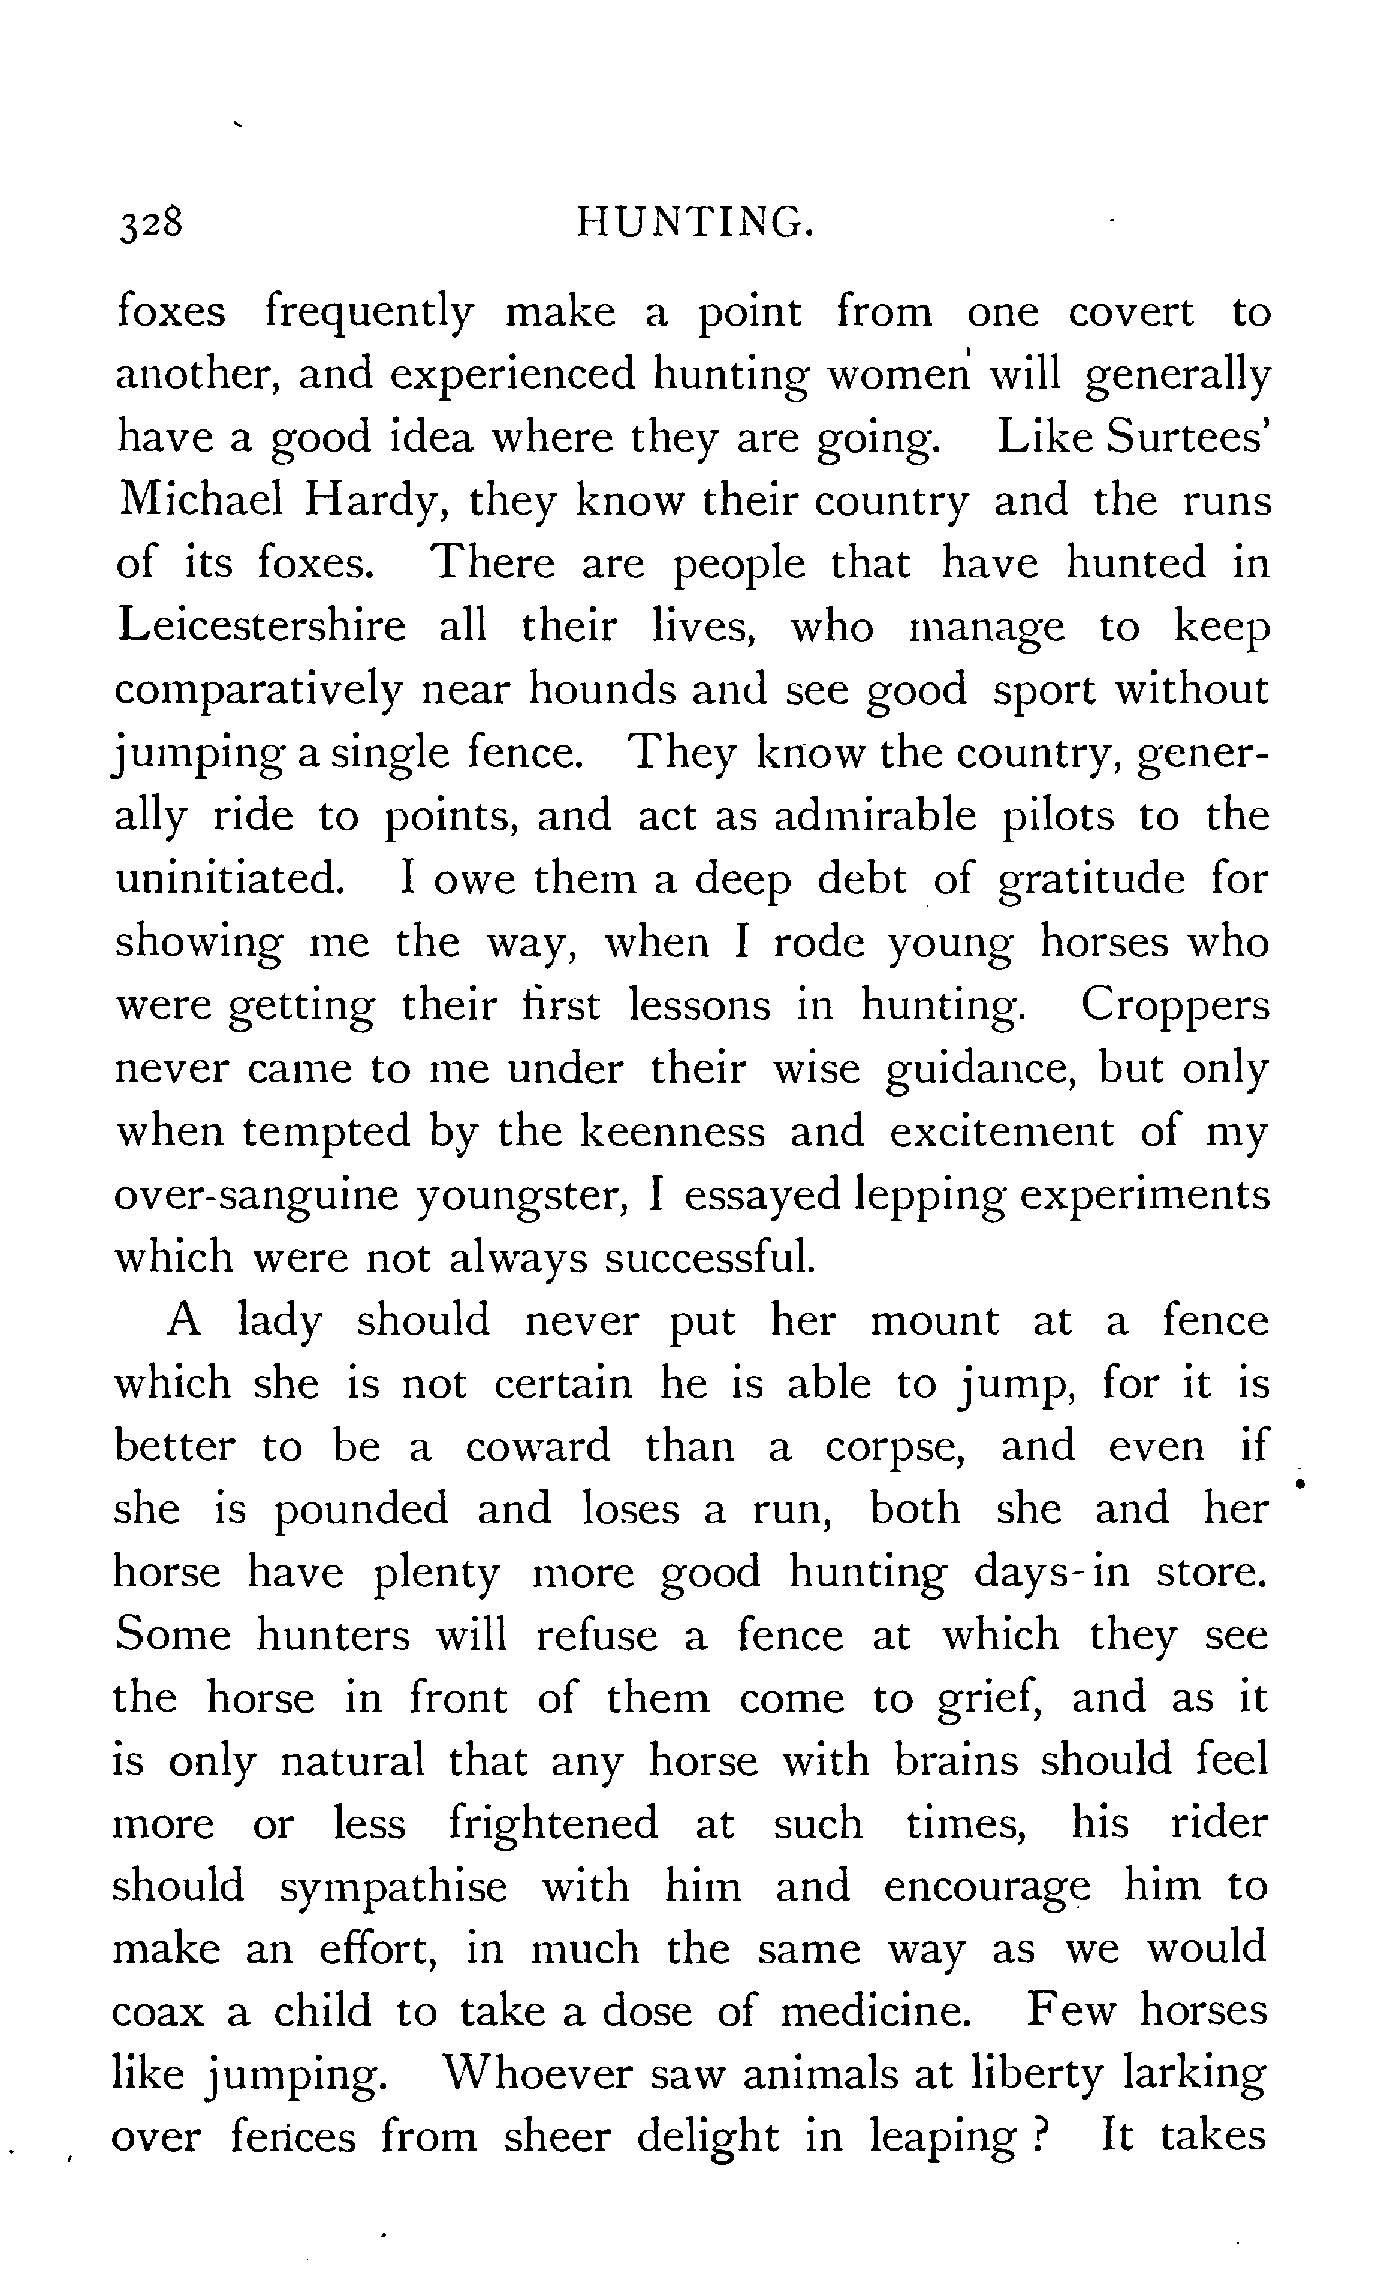 328 HUNTING.
foxes frequently make a point from one covert to
another, and experienced hunting women will generally
have a good idea where they are going. Like Surtees'
Michael Hardy, they know their country and the runs
of its foxes. There are people that have hunted in
Leicestershire all their lives, who manage to keep
comparatively near hounds and see good sport without
jumping a single fence. They know the country, gener-
ally ride to points, and act as admirable pilots to the
uninitiated. I owe them a deep debt of gratitude for
showing me the way, when I rode young horses who
were getting their first lessons in hunting. Croppers
never came to me under their wise guidance, but only
when tempted by the keenness and excitement of my
over-sanguine youngster, I essayed lepping experiments
which were not always successful.
A lady should never put her mount at a fence
which she is not certain he is able to jump, for it is
better to be a coward than a corpse, and even if
she is pounded and loses a run, both she and her
horse have plenty more good hunting days-in store.
Some hunters will refuse a fence at which they see
the horse in front of them come to grief, and as it
is only natural that any horse with brains should feel
more or less frightened at such times, his rider
should sympathise with him and encourage him to
make an effort, in much the same way as we would
coax a child to take a dose of medicine. Few horses
like jumping. Whoever saw animals at liberty larking
over fences from sheer delight in leaping ? It takes